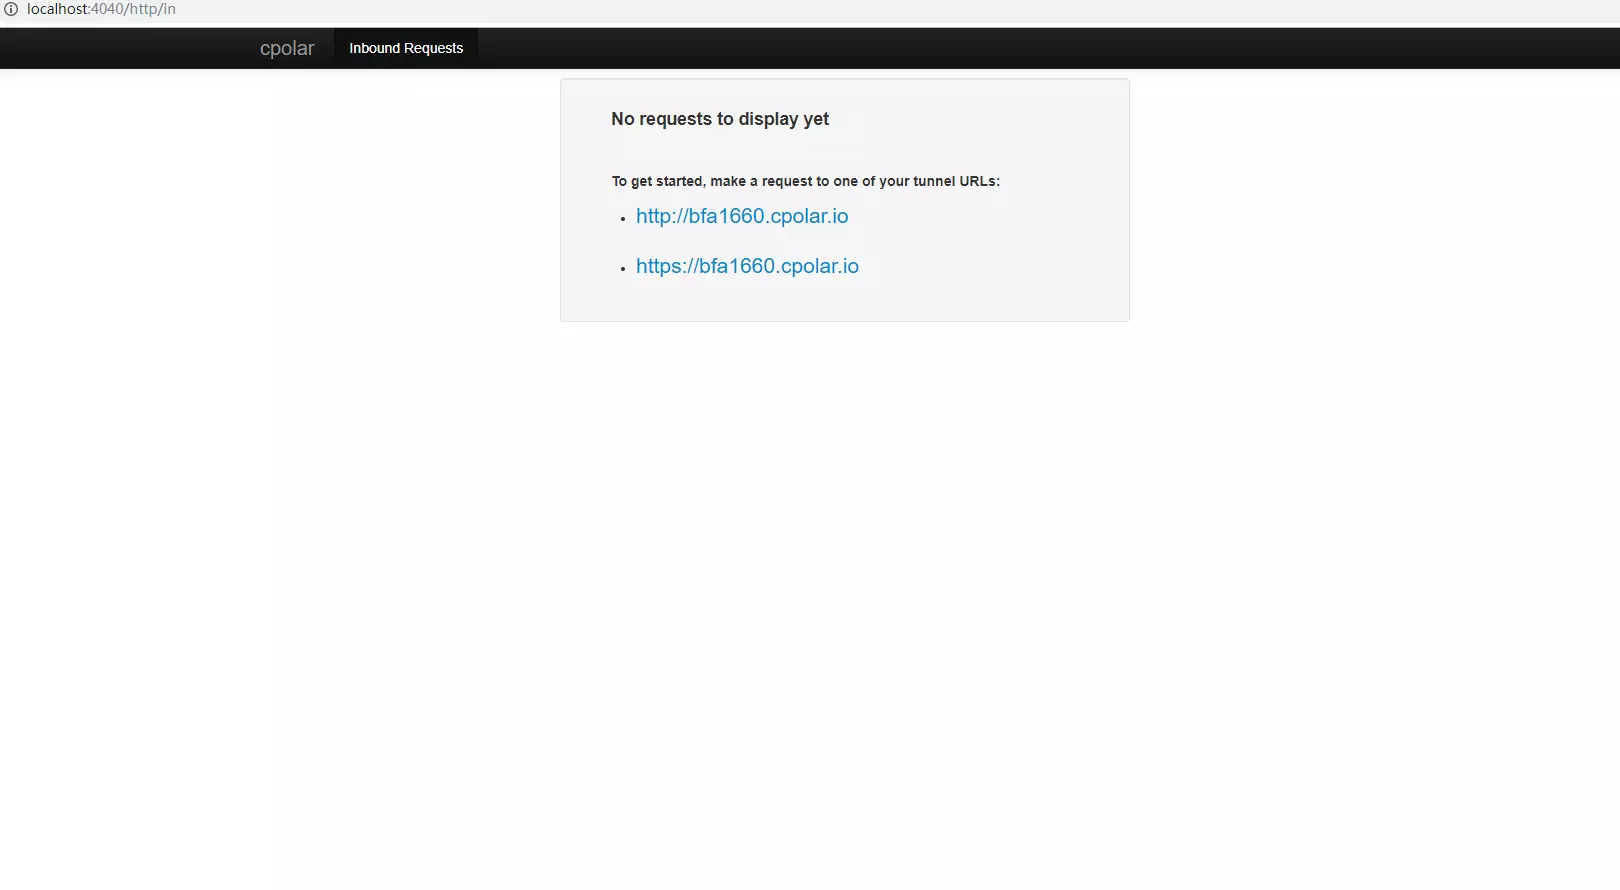 localhost:4040/http/in
cpolar Inbound Requests
No requests to display yet
To get started, make a request to one of your tunnel URLs:
• http://bfa1660.cpolar.io
• https://bfa1660.cpolar.io